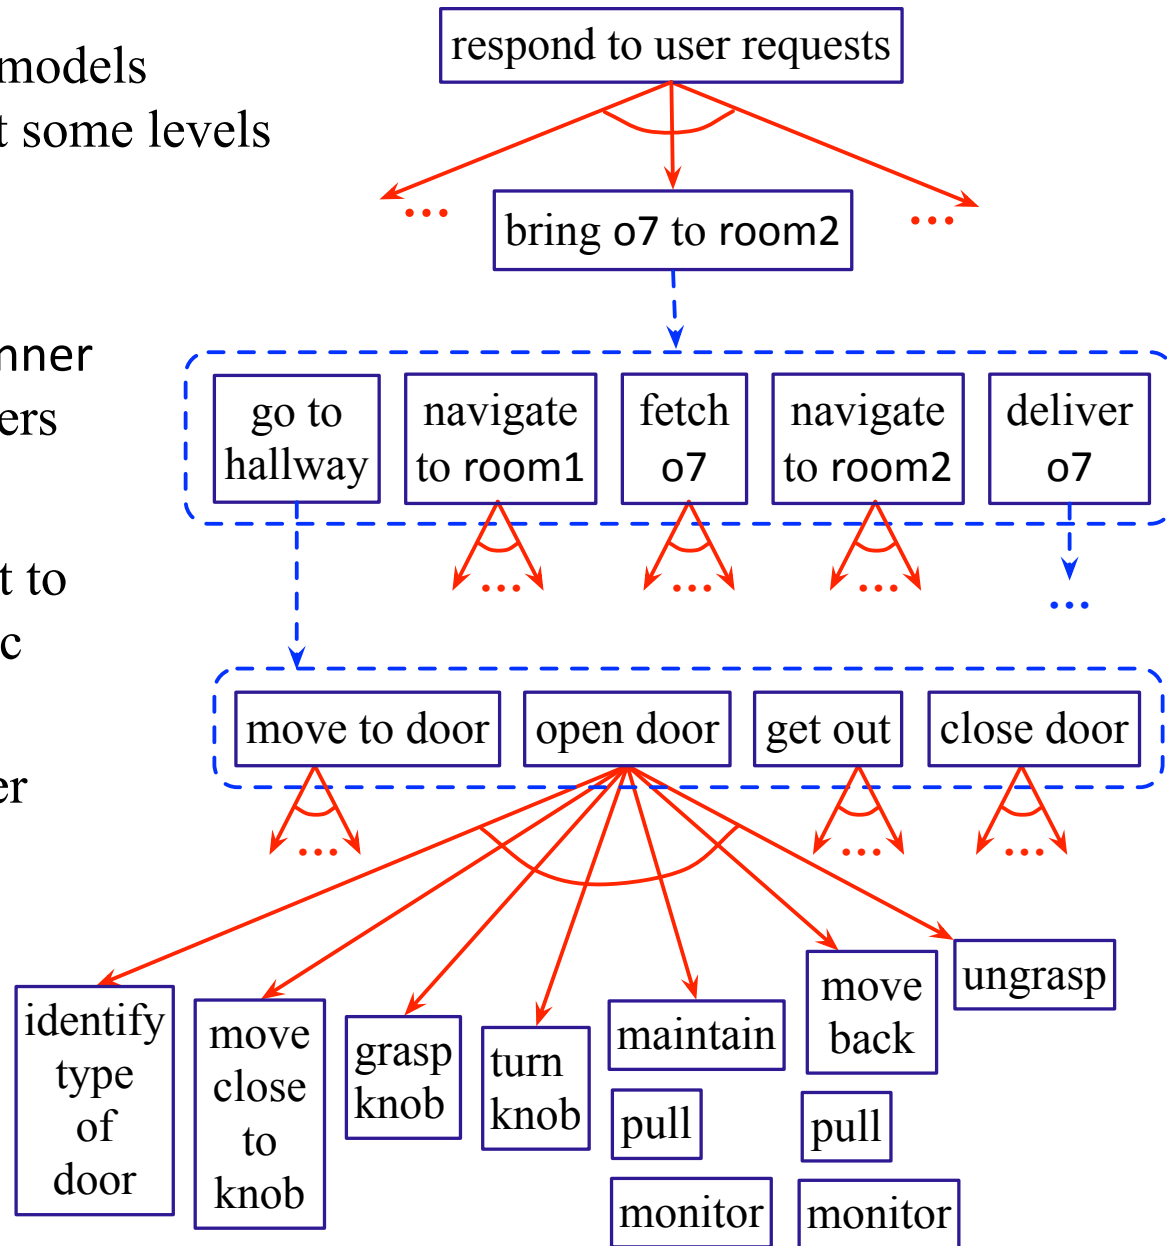 respond to user requests
models
t some levels
...
...
bring o7 to room2
nner
ers
go to
hallway
navigate
to room1
fetch
o7
navigate
to room2
deliver
o7
...
...
...
...
t to
c
move to door
open door
get out
close door
er
...
...
...
identify
type
of
door
move
close
to
knob
grasp
knob
turn
knob
maintain
pull
monitor
move
back
pull
monitor
ungrasp